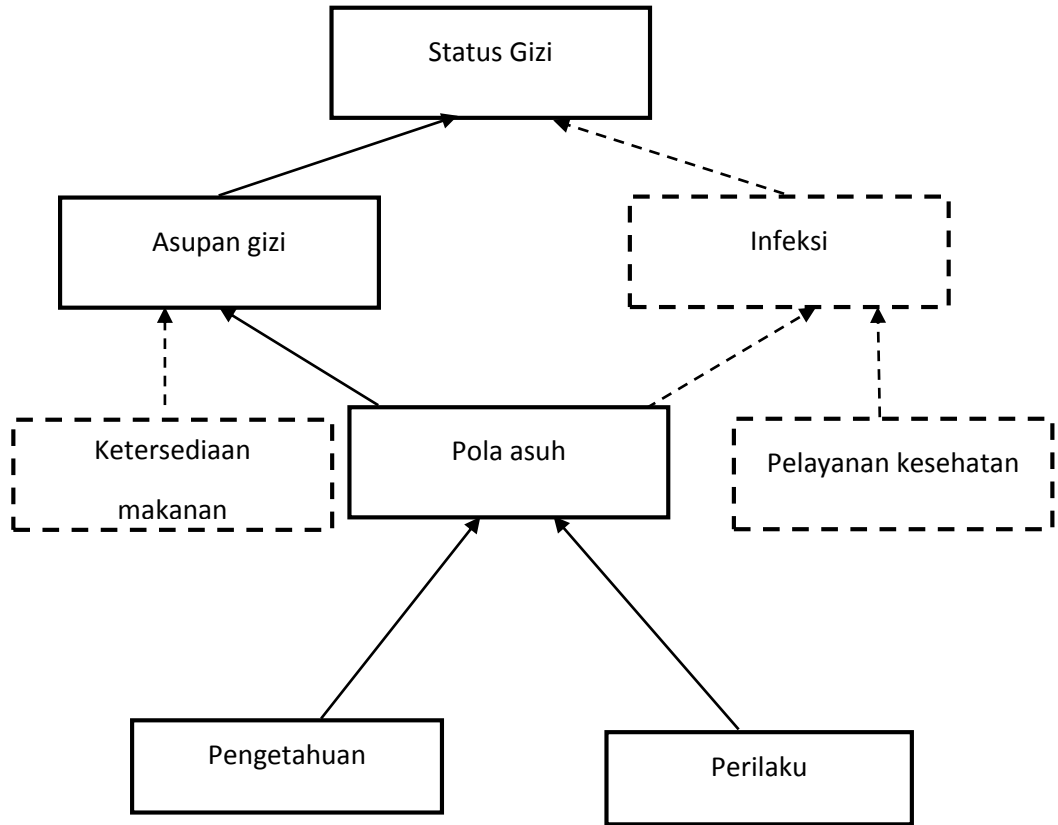 Status Gizi
Asupan gizi
Infeksi
Ketersediaan
makanan
Pola asuh
Pelayanan kesehatan
Pengetahuan
Perilaku